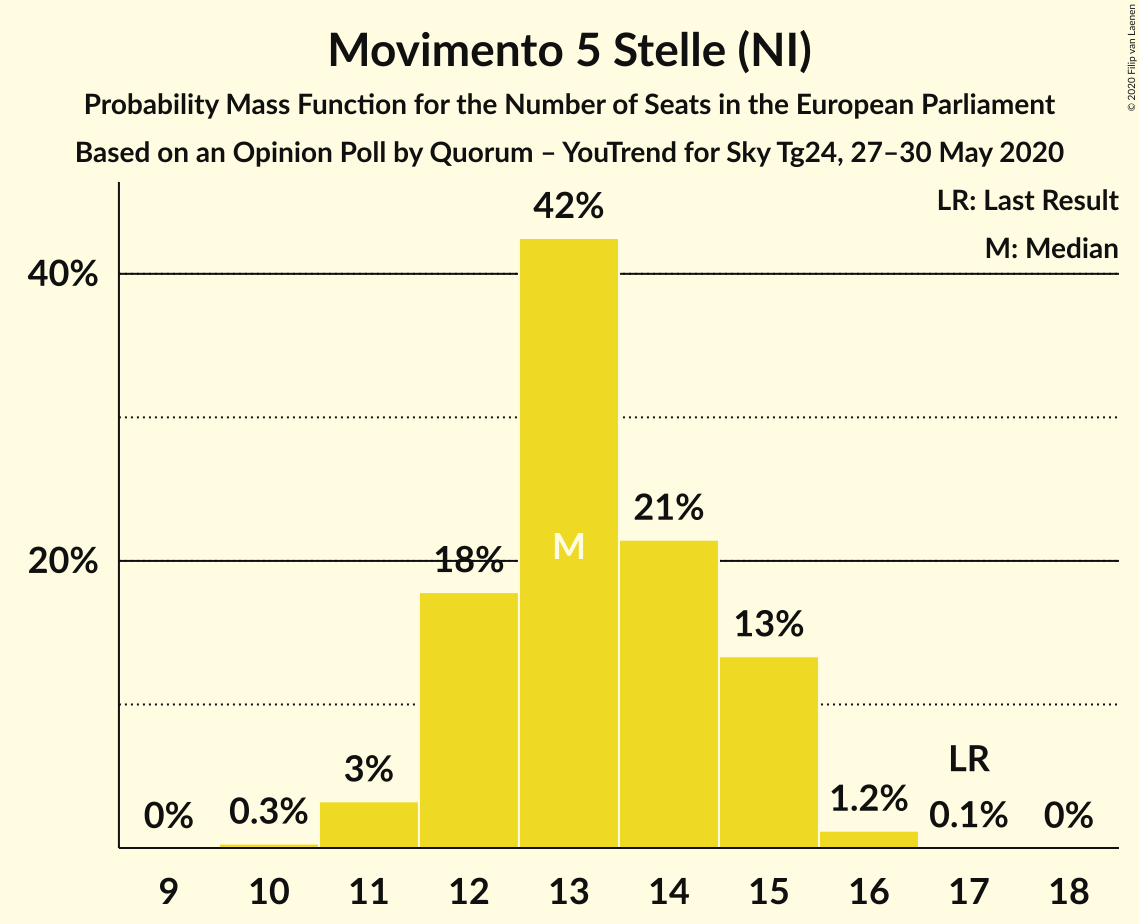 Movimento 5 Stelle (NI)
Probability Mass Function for the Number of Seats in the European Parliament
Based on an Opinion Poll by Quorum – YouTrend for Sky Tg24, 27–30 May 2020
© 2020 Filip van Laenen
LR: Last Result
M: Median
40%
20%
0%
0.3%
3%
18%
42%
M
21%
13%
1.2%
LR
0.1%
0%
9 10 11 12 13 14 15 16 17 18